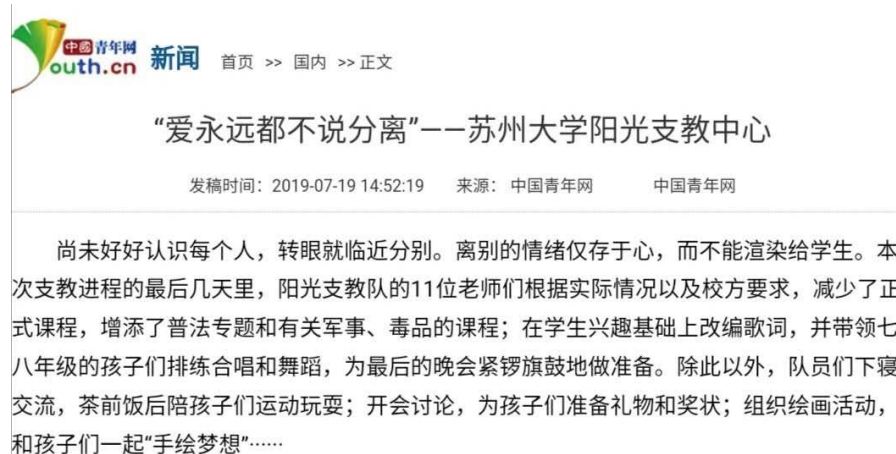 中國青年网
outh.cn
新闻 首页 >> 国内 >> 正文
“爱永远都不说分离”——苏州大学阳光支教中心
发稿时间：2019-07-19 14:52:19 来源： 中国青年网 中国青年网
尚未好好认识每个人，转眼就临近分别。离别的情绪仅存于心，而不能渲染给学生。本
次支教进程的最后几天里，阳光支教队的11位老师们根据实际情况以及校方要求，减少了正
式课程，增添了普法专题和有关军事、毒品的课程；在学生兴趣基础上改编歌词，并带领七
八年级的孩子们排练合唱和舞蹈，为最后的晚会紧锣旗鼓地做准备。除此以外，队员们下寝
交流，茶前饭后陪孩子们运动玩耍；开会讨论，为孩子们准备礼物和奖状；组织绘画活动，
和孩子们一起“手绘梦想”······